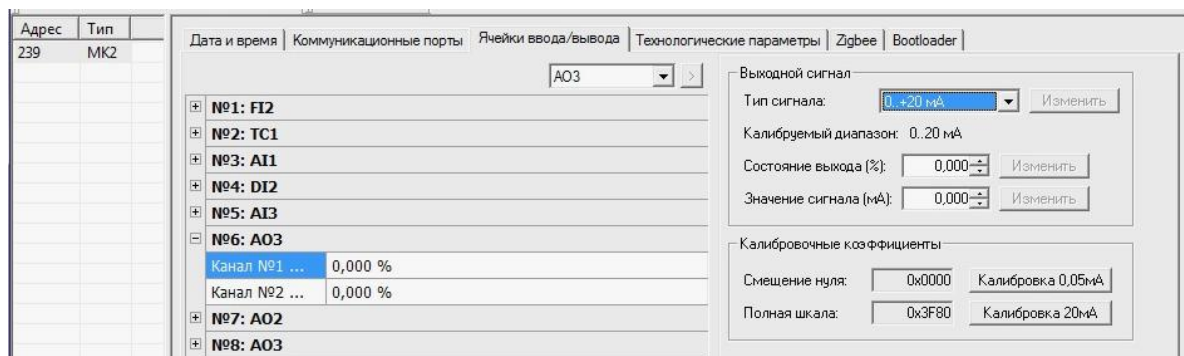 Адрес Тип
239 MK2
Дата и время Коммуникационные порты Ячейки ввода/вывода Технологические параметры Zigbee Bootloader
AO3 >
№1: FI2
№2: TC1
№3: AI1
№4: DI2
№5: AI3
№6: AO3
Канал №1 ... 0,000 %
Канал №2 ... 0,000 %
№7: AO2
№8: AO3
Выходной сигнал
Тип сигнала: 0..+20 мА Изменить
Калибруемый диапазон: 0..20 мА
Состояние выхода (%): 0,000 Изменить
Значение сигнала (мА): 0,000 Изменить
Калибровочные коэффициенты
Смещение нуля: 0x0000 Калибровка 0,05мА
Полная шкала: 0x3F80 Калибровка 20мА